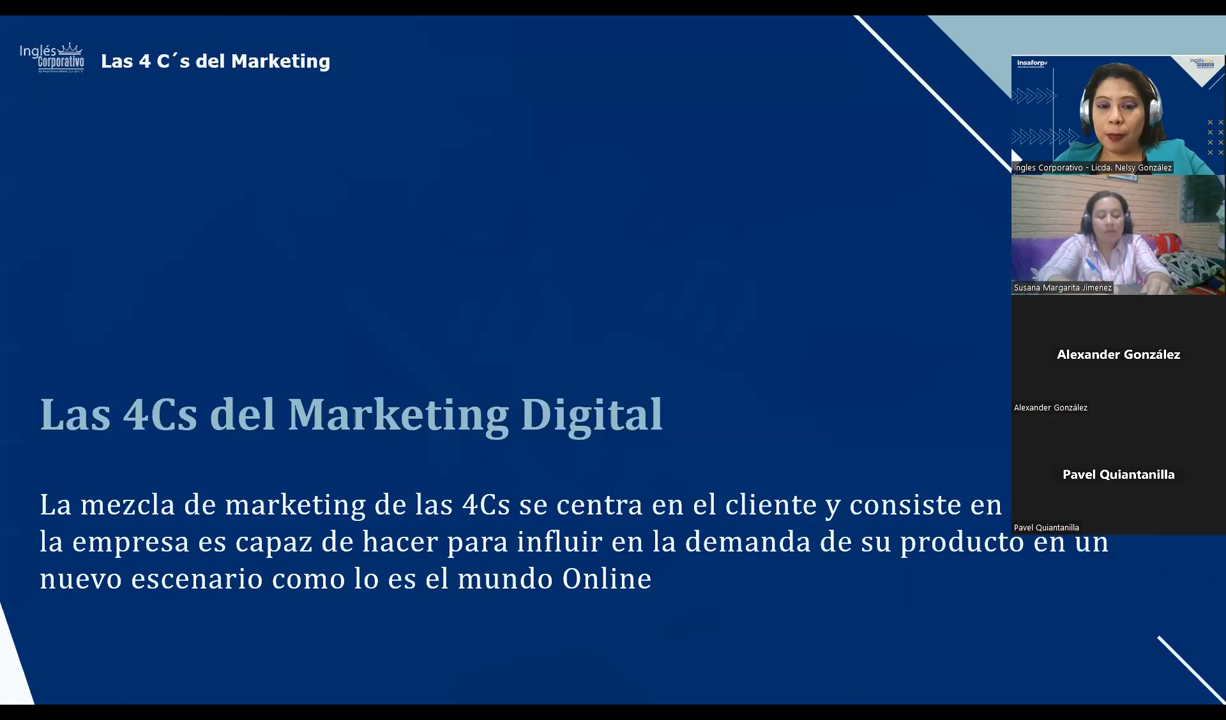 Inglés
Corporativo
Las 4 C´s del Marketing
Las 4Cs del Marketing Digital
La mezcla de marketing de las 4Cs se centra en el cliente y consiste en
la empresa es capaz de hacer para influir en la demanda de su producto en un
nuevo escenario como lo es el mundo Online
Insaforp
Ingles Corporativo - Licda. Nelsy González
Susana Margarita Jimenez
Alexander González
Alexander González
Pavel Quiantanilla
Pavel Quiantanilla